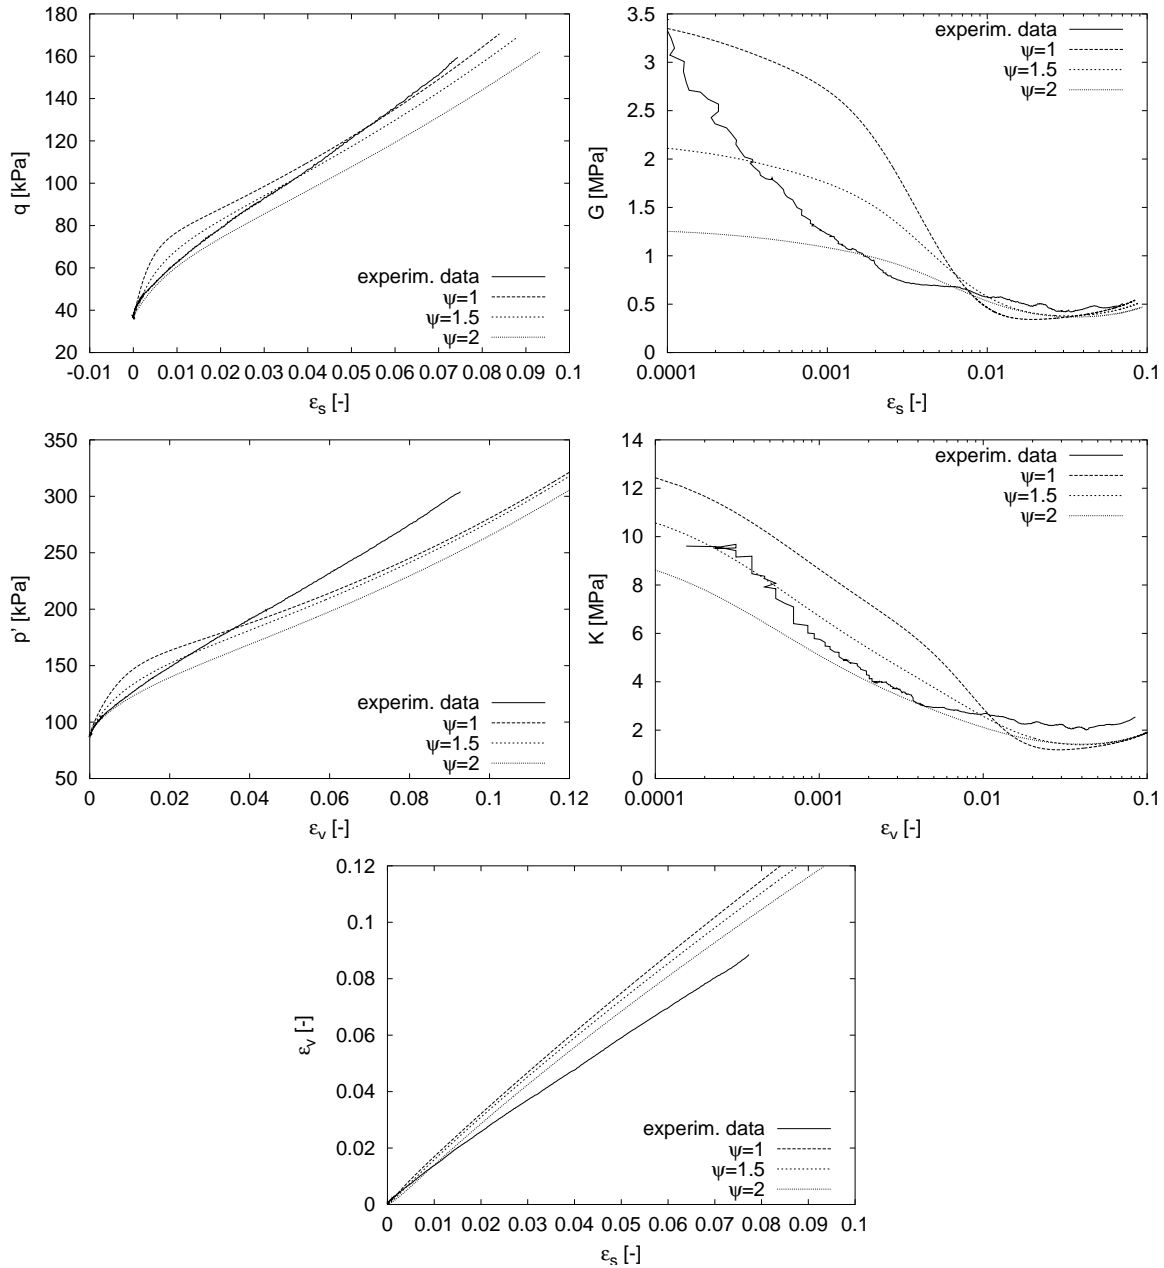 180
160
140
120
100
80
60
40
20
-0.01 0 0.01 0.02 0.03 0.04 0.05 0.06 0.07 0.08 0.09 0.1
q [kPa]
εs [-]
experim. data
ψ=1
ψ=1.5
ψ=2
3.5
3
2.5
2
1.5
1
0.5
0
0.0001 0.001 0.01 0.1
G [MPa]
εs [-]
experim. data
ψ=1
ψ=1.5
ψ=2
350
300
250
200
150
100
50
0 0.02 0.04 0.06 0.08 0.1 0.12
p' [kPa]
εv [-]
experim. data
ψ=1
ψ=1.5
ψ=2
14
12
10
8
6
4
2
0
0.0001 0.001 0.01 0.1
K [MPa]
εv [-]
experim. data
ψ=1
ψ=1.5
ψ=2
0.12
0.1
0.08
0.06
0.04
0.02
0
0 0.01 0.02 0.03 0.04 0.05 0.06 0.07 0.08 0.09 0.1
εv [-]
εs [-]
experim. data
ψ=1
ψ=1.5
ψ=2